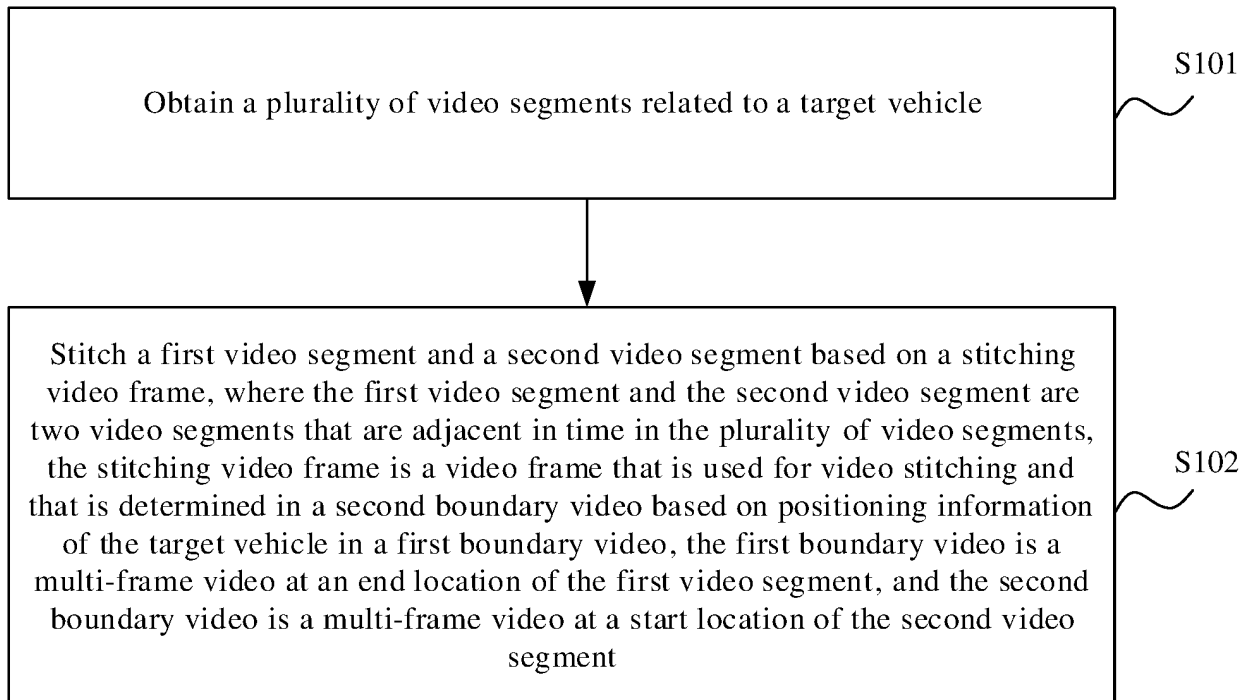 Obtain a plurality of video segments related to a target vehicle
S101
Stitch a first video segment and a second video segment based on a stitching
video frame, where the first video segment and the second video segment are
two video segments that are adjacent in time in the plurality of video segments,
the stitching video frame is a video frame that is used for video stitching and
that is determined in a second boundary video based on positioning information
of the target vehicle in a first boundary video, the first boundary video is a
multi-frame video at an end location of the first video segment, and the second
boundary video is a multi-frame video at a start location of the second video
segment
S102